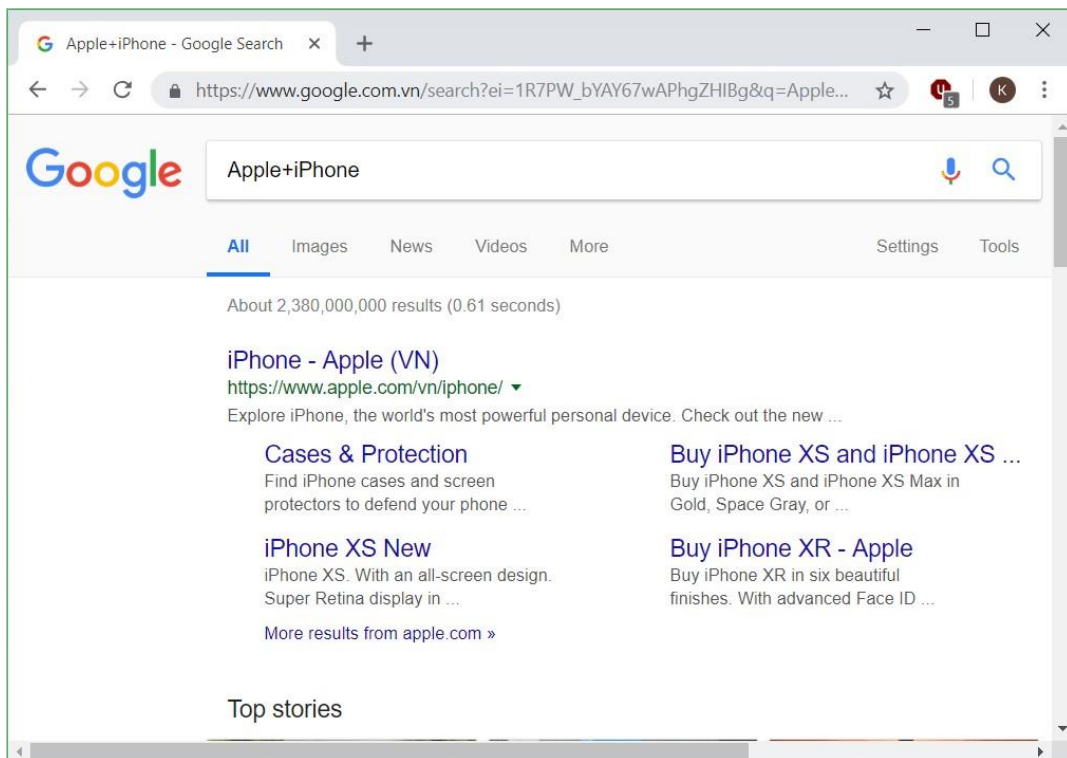 Apple+iPhone - Google Search
https://www.google.com.vn/search?ei=1R7PW_bYAY67wAPhgZHIBg&q=Apple...
5
K
Google
Apple+iPhone
All Images News Videos More Settings Tools
About 2,380,000,000 results (0.61 seconds)
iPhone - Apple (VN)
https://www.apple.com/vn/iphone/
Explore iPhone, the world's most powerful personal device. Check out the new ...
Cases & Protection
Find iPhone cases and screen
protectors to defend your phone ...
Buy iPhone XS and iPhone XS ...
Buy iPhone XS and iPhone XS Max in
Gold, Space Gray, or ...
iPhone XS New
iPhone XS. With an all-screen design.
Super Retina display in ...
Buy iPhone XR - Apple
Buy iPhone XR in six beautiful
finishes. With advanced Face ID ...
More results from apple.com »
Top stories